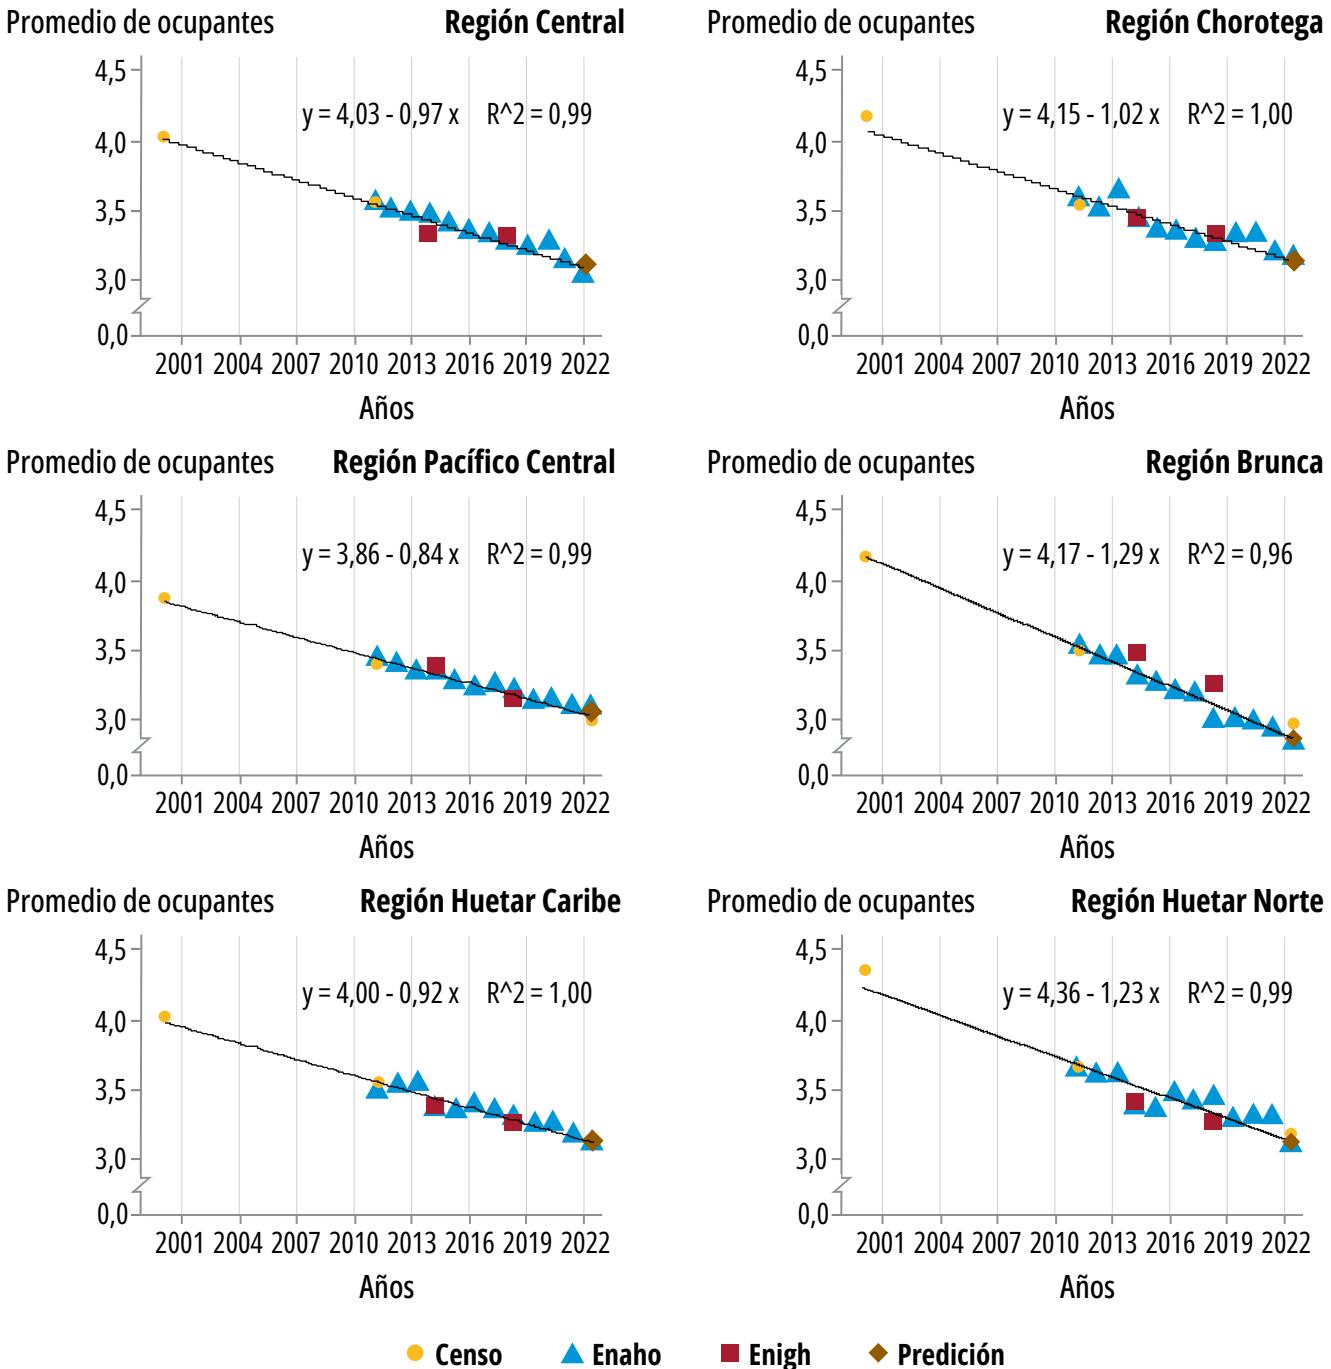 Promedio de ocupantes Región Central
4,5
y = 4,03 - 0,97 x R^2 = 0,99
4,0
3,5
3,0
0,0
2001 2004 2007 2010 2013 2016 2019 2022
Años
Promedio de ocupantes Región Chorotega
4,5
y = 4,15 - 1,02 x R^2 = 1,00
4,0
3,5
3,0
0,0
2001 2004 2007 2010 2013 2016 2019 2022
Años
Promedio de ocupantes Región Pacífico Central
4,5
y = 3,86 - 0,84 x R^2 = 0,99
4,0
3,5
3,0
0,0
2001 2004 2007 2010 2013 2016 2019 2022
Años
Promedio de ocupantes Región Brunca
4,5
y = 4,17 - 1,29 x R^2 = 0,96
4,0
3,5
3,0
0,0
2001 2004 2007 2010 2013 2016 2019 2022
Años
Promedio de ocupantes Región Huetar Caribe
4,5
y = 4,00 - 0,92 x R^2 = 1,00
4,0
3,5
3,0
0,0
2001 2004 2007 2010 2013 2016 2019 2022
Años
Promedio de ocupantes Región Huetar Norte
4,5
y = 4,36 - 1,23 x R^2 = 0,99
4,0
3,5
3,0
0,0
2001 2004 2007 2010 2013 2016 2019 2022
Años
Censo Enaho Enigh Predición